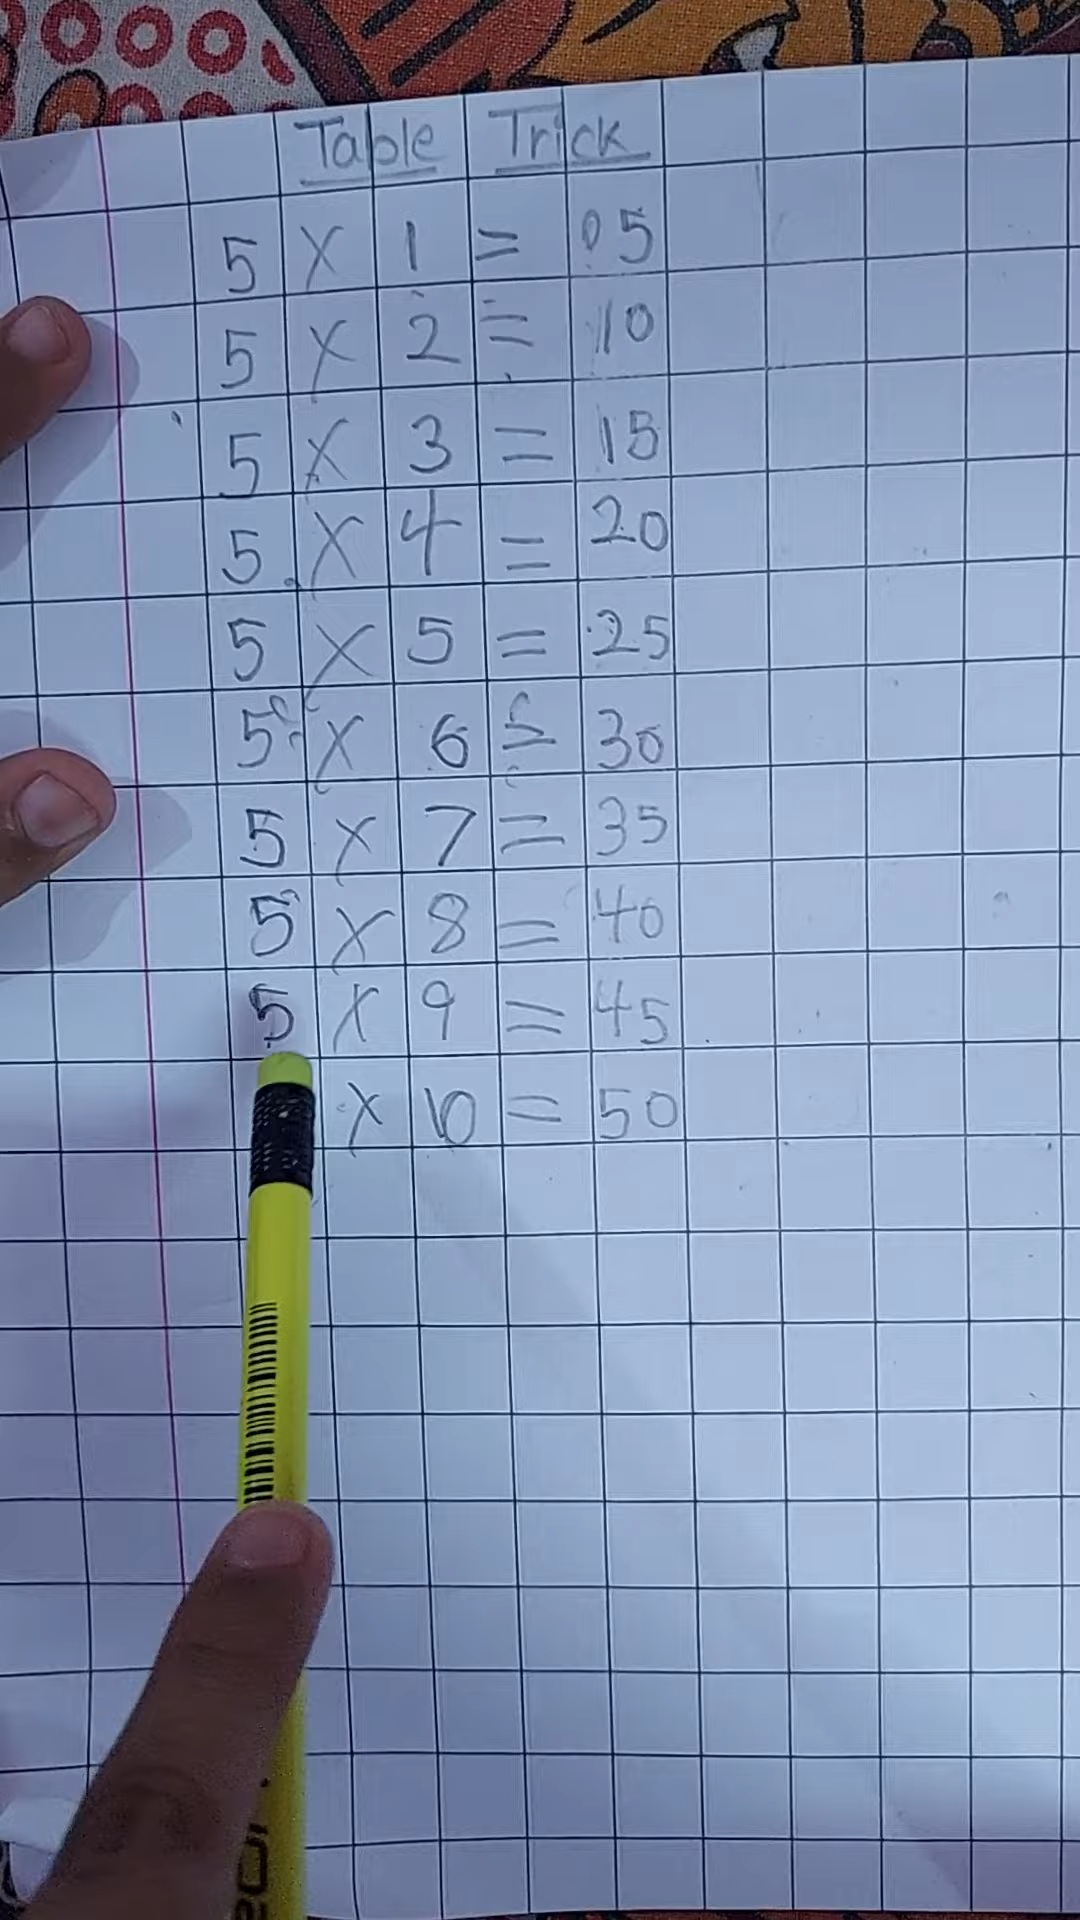 Table Trick
5 X 1 = 05
5 X 2 = 10
5 X 3 = 15
5 X 4 = 20
5 X 5 = 25
5 X 6 = 30
5 X 7 = 35
5 X 8 = 40
5 X 9 = 45
X 10 = 50